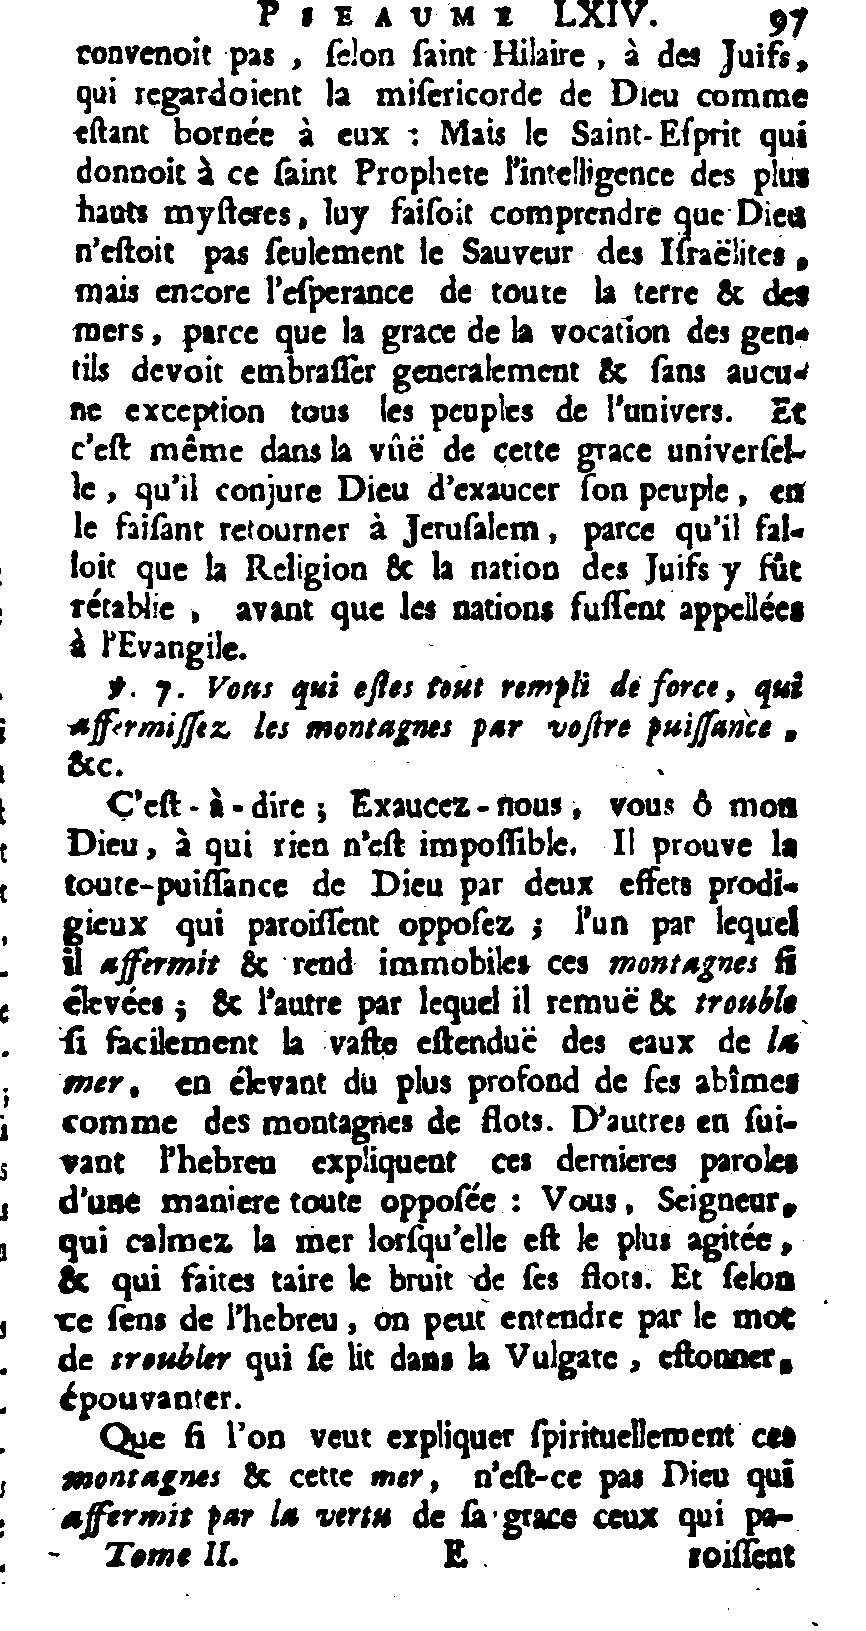 PSEAUME LXIV. 97
convenoit pas, ſelon ſaint Hilaire, à des Juifs,
qui regardoient la miſericorde de Dieu comme
eſtant bornée à eux : Mais le Saint-Eſprit qui
donnoit à ce ſaint Prophete l'intelligence des plus
hauts myſteres, luy faiſoit comprendre que Dieu
n'eſtoit pas ſeulement le Sauveur des Iſraëlites,
mais encore l'eſperance de toute la terre & des
mers, parce que la grace de la vocation des gen-
tils devoit embraſſer generalement & ſans aucu-
ne exception tous les peuples de l'univers. Et
c'eſt même dans la vûë de cette grace univerſel-
le, qu'il conjure Dieu d'exaucer ſon peuple, en
le faiſant retourner à Jeruſalem, parce qu'il fal-
loit que la Religion & la nation des Juifs y fût
rétablie, avant que les nations fuſſent appellées
à l'Evangile.
℣. 7. Vous qui eſtes tout rempli de force, qui
affermiſſez les montagnes par voſtre puiſſance,
&c.
C'eſt-à-dire ; Exaucez-nous, vous ô mon
Dieu, à qui rien n'eſt impoſſible. Il prouve la
toute-puiſſance de Dieu par deux effets prodi-
gieux qui paroiſſent oppoſez ; l'un par lequel
il affermit & rend immobiles ces montagnes ſi
élevées ; & l'autre par lequel il remuë & trouble
ſi facilement la vaſte eſtenduë des eaux de la
mer, en élevant du plus profond de ſes abîmes
comme des montagnes de flots. D'autres en ſui-
vant l'hebreu expliquent ces dernieres paroles
d'une maniere toute oppoſée : Vous, Seigneur,
qui calmez la mer lorſqu'elle eſt le plus agitée,
& qui faites taire le bruit de ſes flots. Et ſelon
ce ſens de l'hebreu, on peut entendre par le mot
de troubler qui ſe lit dans la Vulgate, eſtonner,
épouvanter.
Que ſi l'on veut expliquer ſpirituellement ces
montagnes & cette mer, n'eſt-ce pas Dieu qui
affermit par la vertu de ſa grace ceux qui pa-
Tome II. E roiſſent